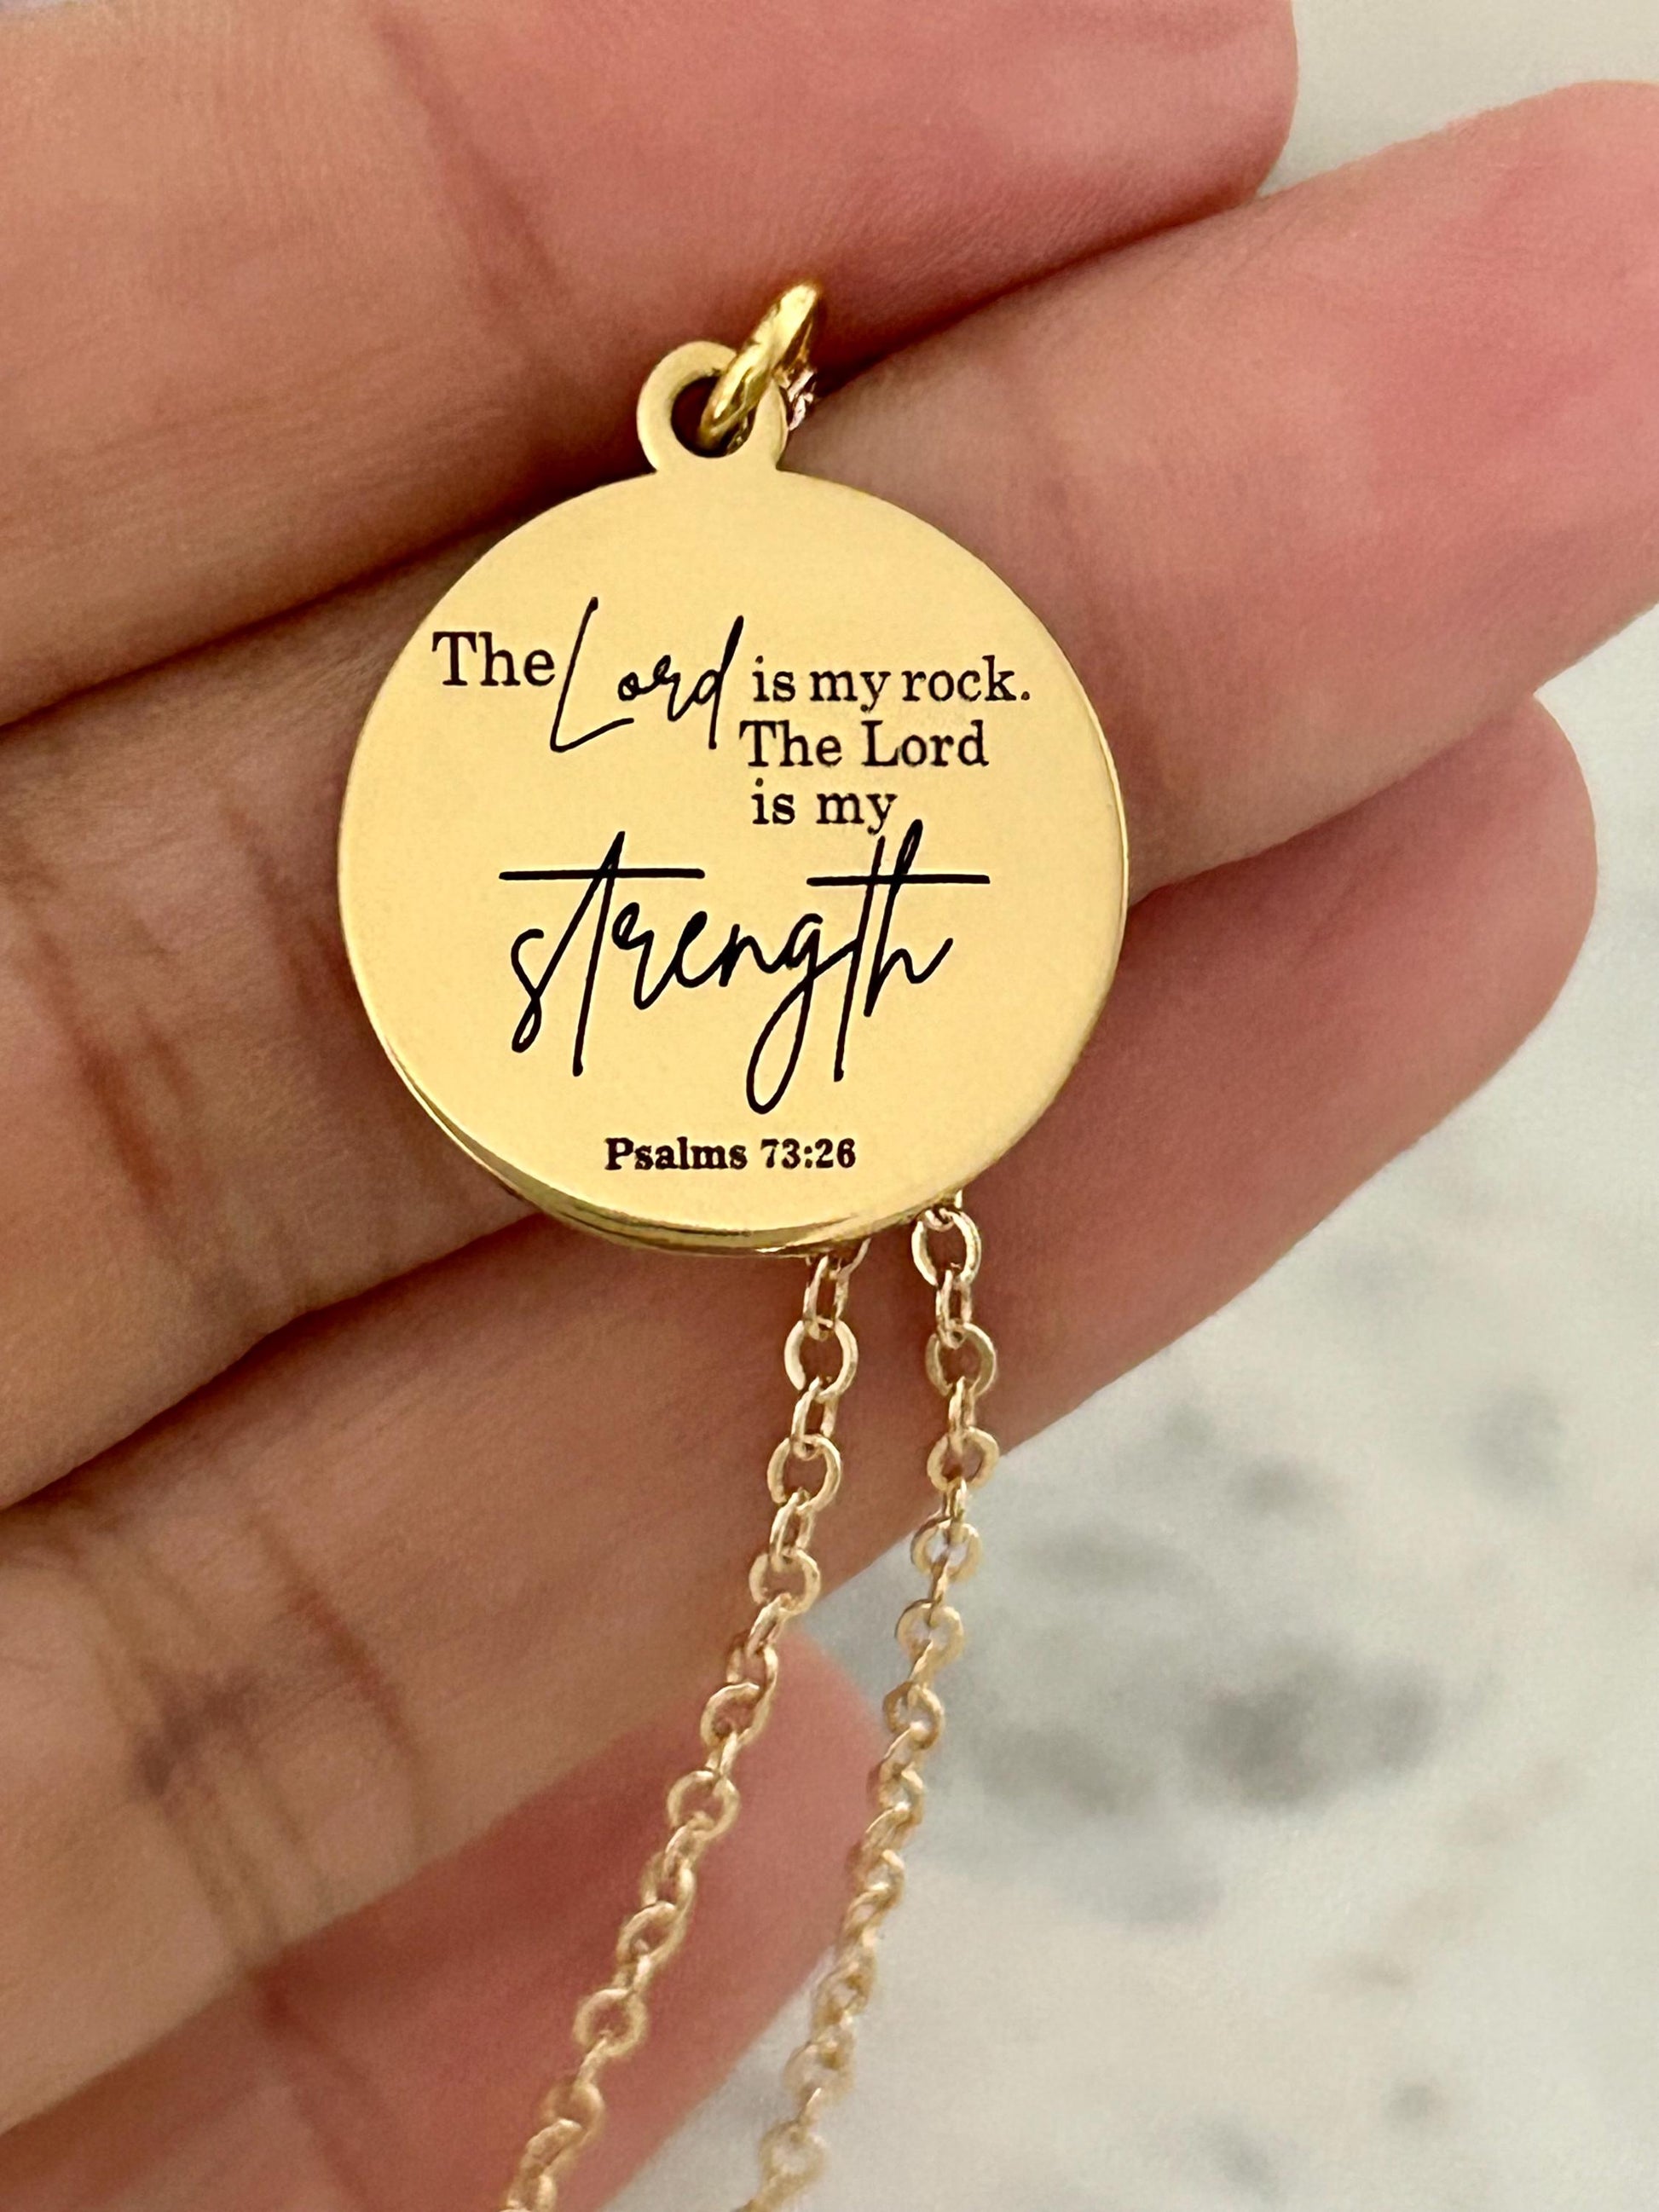 The Lord is my rock.
The Lord
is my
strength
Psalms 73:26